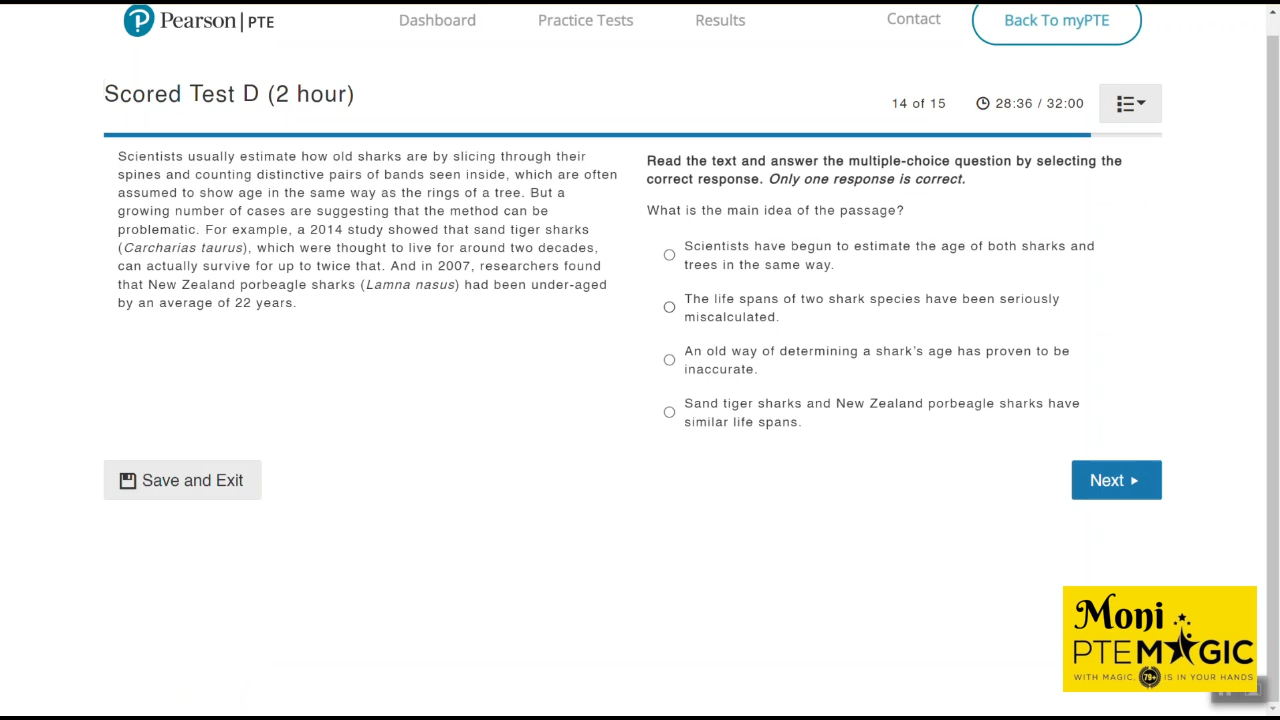 Pearson | PTE
Dashboard
Practice Tests
Results
Contact
Back To myPTE
Scored Test D (2 hour)
14 of 15
28:36 / 32:00
Scientists usually estimate how old sharks are by slicing through their
spines and counting distinctive pairs of bands seen inside, which are often
assumed to show age in the same way as the rings of a tree. But a
growing number of cases are suggesting that the method can be
problematic. For example, a 2014 study showed that sand tiger sharks
(Carcharias taurus), which were thought to live for around two decades,
can actually survive for up to twice that. And in 2007, researchers found
that New Zealand porbeagle sharks (Lamna nasus) had been under-aged
by an average of 22 years.
Read the text and answer the multiple-choice question by selecting the
correct response. Only one response is correct.
What is the main idea of the passage?
Scientists have begun to estimate the age of both sharks and
trees in the same way.
The life spans of two shark species have been seriously
miscalculated.
An old way of determining a shark's age has proven to be
inaccurate.
Sand tiger sharks and New Zealand porbeagle sharks have
similar life spans.
Save and Exit
Next
Moni
PTEMAGIC
WITH MAGIC, 79+ IS IN YOUR HANDS